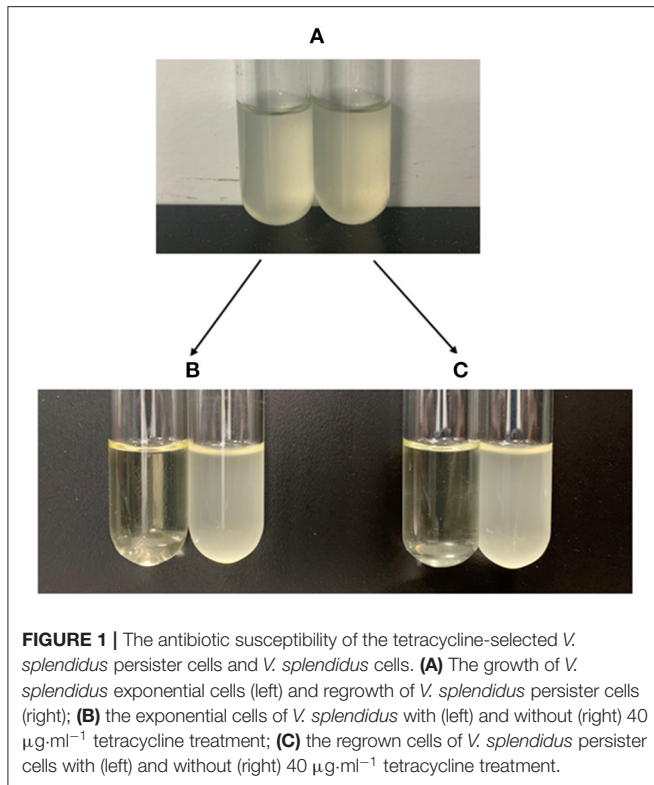 A
B
C
FIGURE 1 | The antibiotic susceptibility of the tetracycline-selected V.
splendidus persister cells and V. splendidus cells. (A) The growth of V.
splendidus exponential cells (left) and regrowth of V. splendidus persister cells
(right); (B) the exponential cells of V. splendidus with (left) and without (right) 40
μg·ml⁻¹ tetracycline treatment; (C) the regrown cells of V. splendidus persister
cells with (left) and without (right) 40 μg·ml⁻¹ tetracycline treatment.